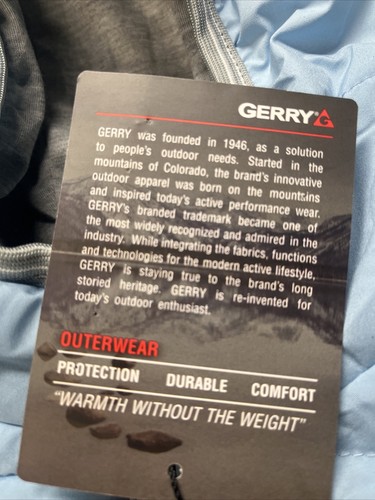 GERRY
GERRY was founded in 1946, as a solution
to people's outdoor needs. Started in the
mountains of Colorado, the brand's innovative
outdoor apparel was born on the mountains
and inspired today's active performance wear.
GERRY's branded trademark became one of
the most widely recognized and admired in the
industry. While integrating the fabrics, functions
and technologies for the modern active lifestyle,
GERRY is staying true to the brand's long
storied heritage. GERRY is re-invented for
today's outdoor enthusiast.
OUTERWEAR
PROTECTION DURABLE COMFORT
"WARMTH WITHOUT THE WEIGHT"